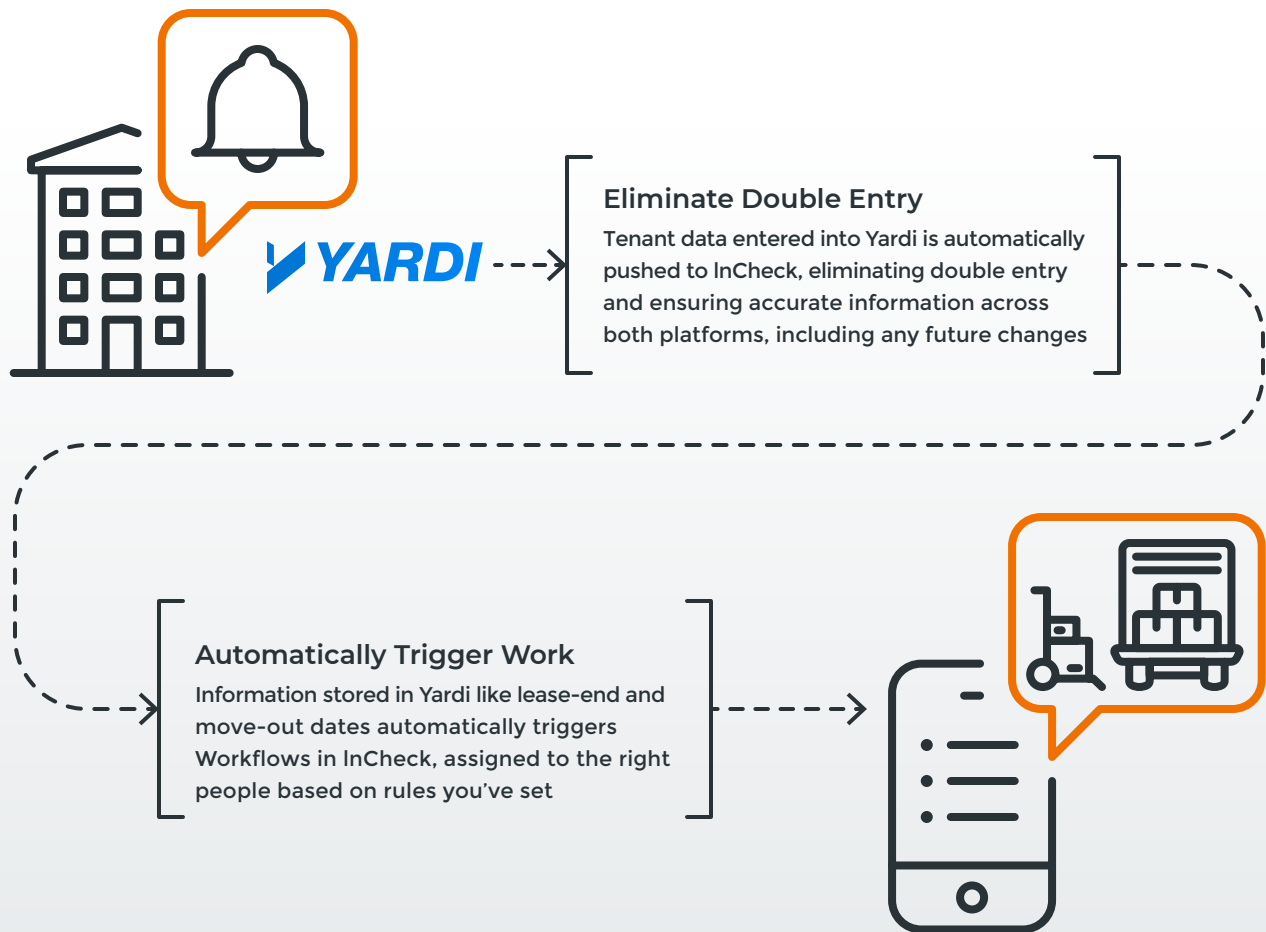 YARDI
Eliminate Double Entry
Tenant data entered into Yardi is automatically
pushed to InCheck, eliminating double entry
and ensuring accurate information across
both platforms, including any future changes
Automatically Trigger Work
Information stored in Yardi like lease-end and
move-out dates automatically triggers
Workflows in InCheck, assigned to the right
people based on rules you’ve set